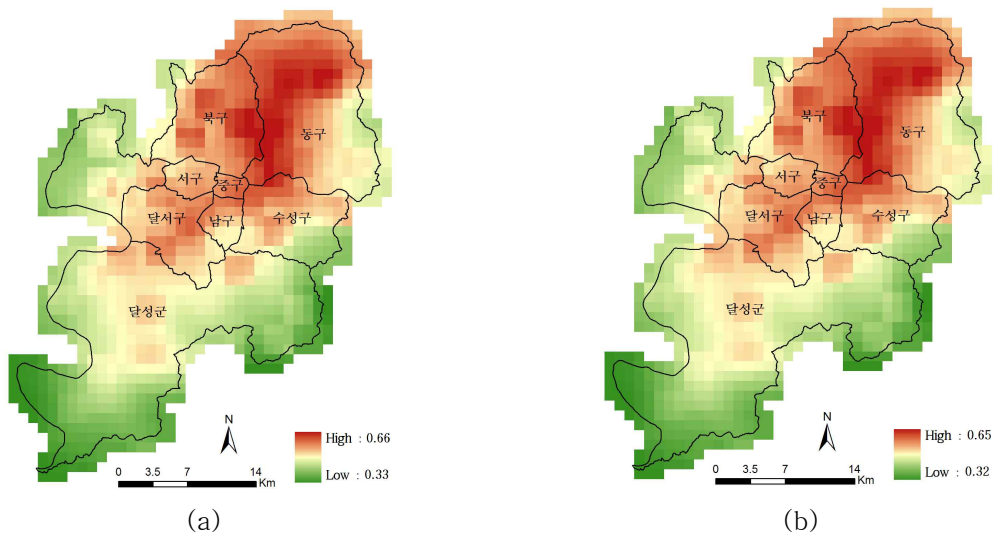 북구
동구
서구
중구
달서구
남구
수성구
달성군
N
High : 0.66
Low : 0.33
0 3.5 7 14
Km
(a)
북구
동구
서구
중구
달서구
남구
수성구
달성군
N
High : 0.65
Low : 0.32
0 3.5 7 14
Km
(b)